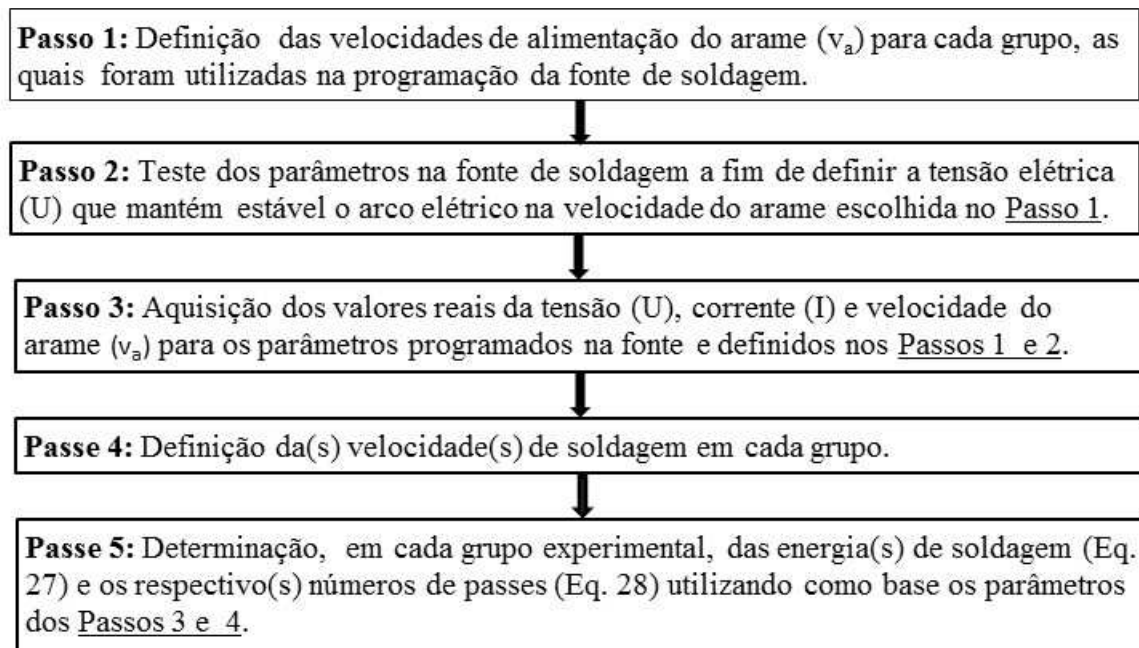 Passo 1: Definição das velocidades de alimentação do arame (vₐ) para cada grupo, as
quais foram utilizadas na programação da fonte de soldagem.
Passo 2: Teste dos parâmetros na fonte de soldagem a fim de definir a tensão elétrica
(U) que mantém estável o arco elétrico na velocidade do arame escolhida no Passo 1.
Passo 3: Aquisição dos valores reais da tensão (U), corrente (I) e velocidade do
arame (vₐ) para os parâmetros programados na fonte e definidos nos Passos 1 e 2.
Passe 4: Definição da(s) velocidade(s) de soldagem em cada grupo.
Passe 5: Determinação, em cada grupo experimental, das energia(s) de soldagem (Eq.
27) e os respectivo(s) números de passes (Eq. 28) utilizando como base os parâmetros
dos Passos 3 e 4.